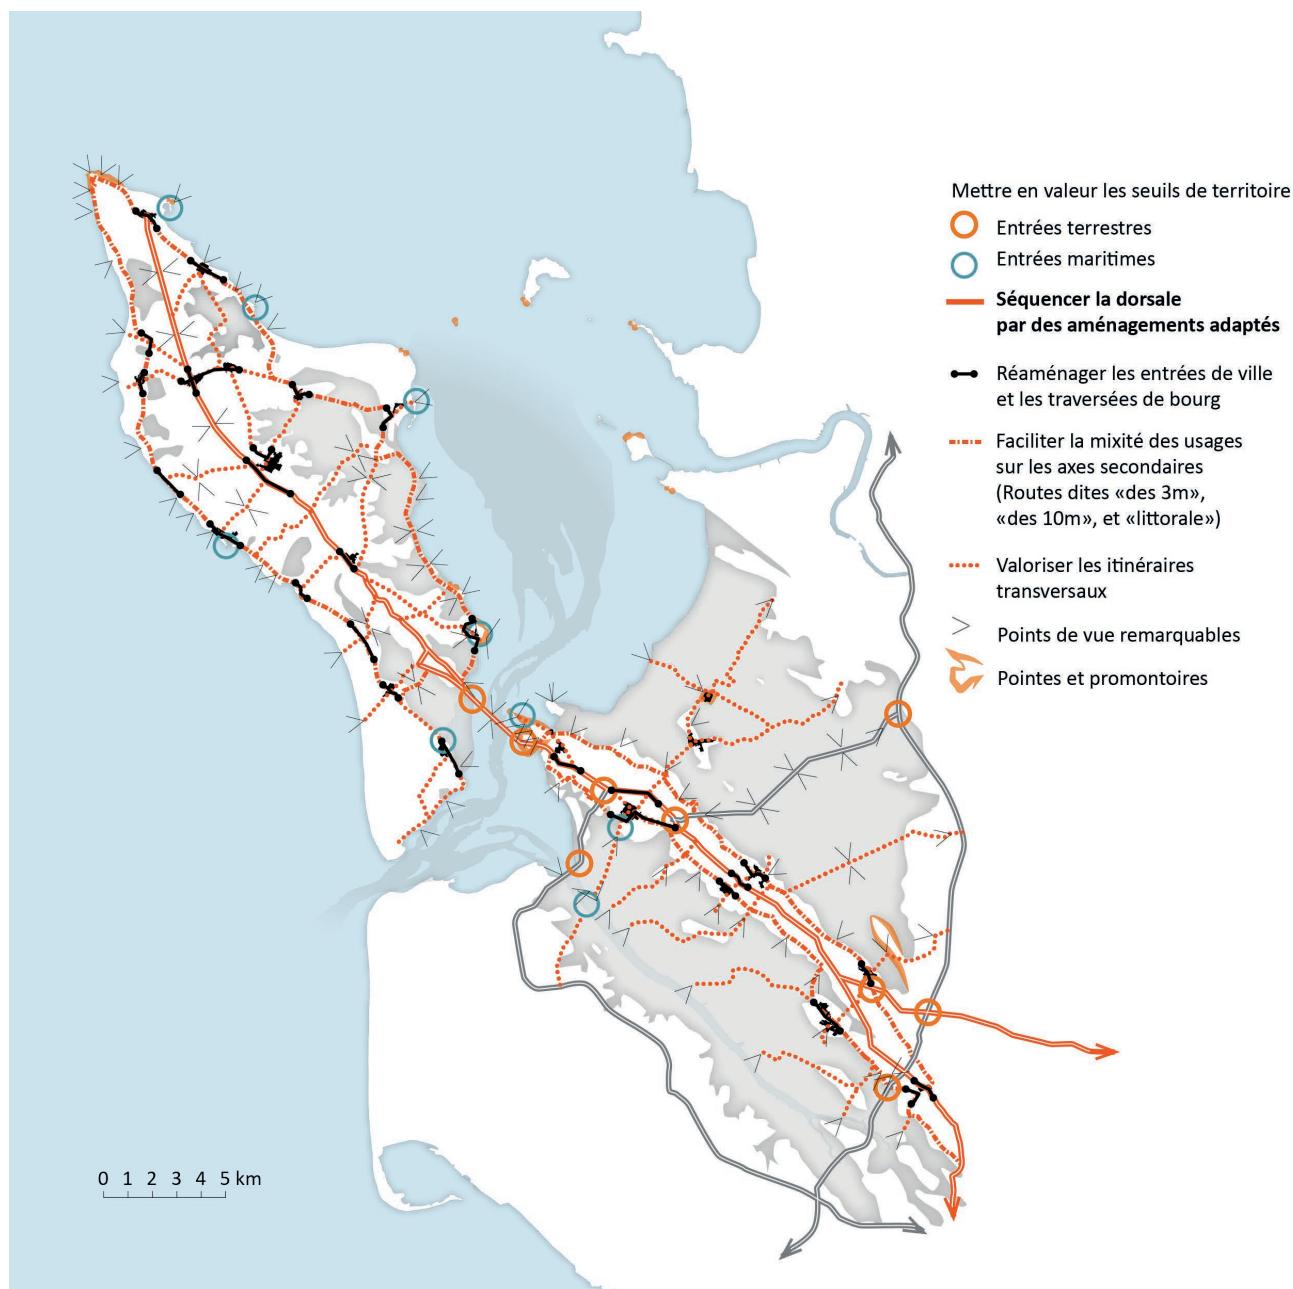 Mettre en valeur les seuils de territoire
Entrées terrestres
Entrées maritimes
Séquencer la dorsale
par des aménagements adaptés
Réaménager les entrées de ville
et les traversées de bourg
Faciliter la mixité des usages
sur les axes secondaires
(Routes dites «des 3m»,
«des 10m», et «littorale»)
Valoriser les itinéraires
transversaux
Points de vue remarquables
Pointes et promontoires
0 1 2 3 4 5 km